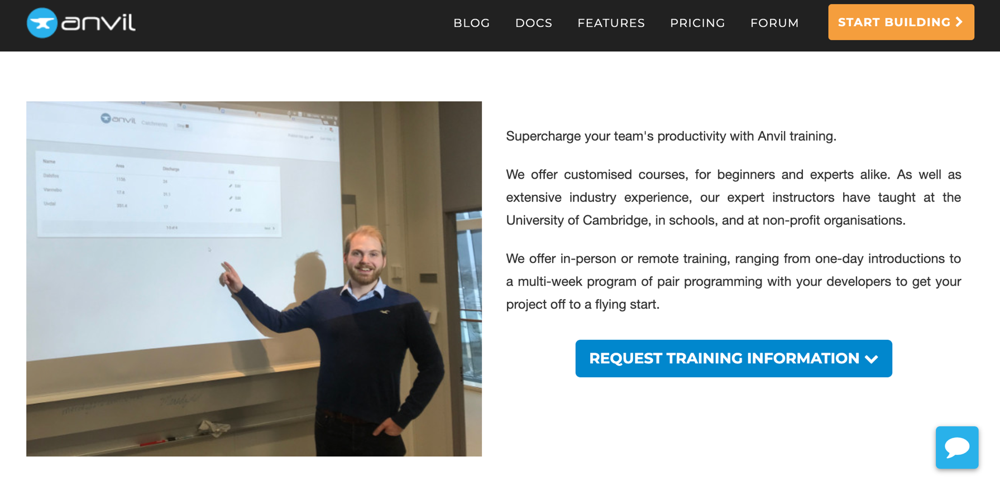 anvil
BLOG DOCS FEATURES PRICING FORUM START BUILDING
anvil Catchments
Name Area Discharge Edit
Dalsfos 1156 24 Edit
Vannebo 17.4 31.1 Edit
Uvdal 351.4 17 Edit
Next
Supercharge your team's productivity with Anvil training.
We offer customised courses, for beginners and experts alike. As well as
extensive industry experience, our expert instructors have taught at the
University of Cambridge, in schools, and at non-profit organisations.
We offer in-person or remote training, ranging from one-day introductions to
a multi-week program of pair programming with your developers to get your
project off to a flying start.
REQUEST TRAINING INFORMATION